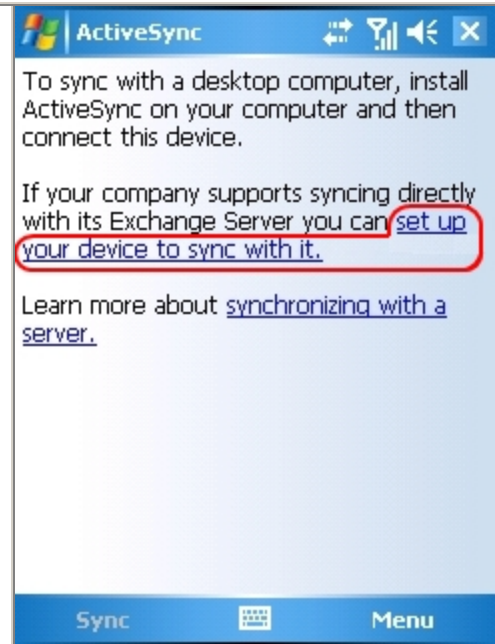 ActiveSync
To sync with a desktop computer, install
ActiveSync on your computer and then
connect this device.
If your company supports syncing directly
with its Exchange Server you can set up
your device to sync with it.
Learn more about synchronizing with a
server.
Sync Menu